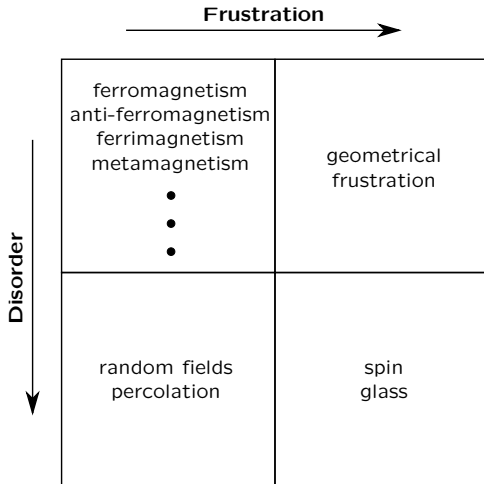 Frustration
Disorder
ferromagnetism
anti-ferromagnetism
ferrimagnetism
metamagnetism
geometrical
frustration
random fields
percolation
spin
glass